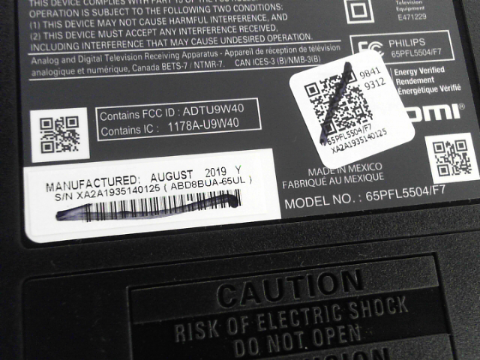 THIS DEVICE COMPLIES WITH PART 15 OF THE FCC RULES.
OPERATION IS SUBJECT TO THE FOLLOWING TWO CONDITIONS:
(1) THIS DEVICE MAY NOT CAUSE HARMFUL INTERFERENCE, AND
(2) THIS DEVICE MUST ACCEPT ANY INTERFERENCE RECEIVED,
INCLUDING INTERFERENCE THAT MAY CAUSE UNDESIRED OPERATION.
Analog and Digital Television Receiving Apparatus - Appareil de réception de télévision
analogique et numérique, Canada BETS-7 / NTMR-7. CAN ICES-3 (B)/NMB-3(B)
Television
Equipment
E471229
FC
PHILIPS
65PFL5504/F7
Energy Verified
Rendement
Énergétique Vérifié
9841
9312
65PFL5504/F7
XA2A1935140125
Contains FCC ID : ADTU9W40
Contains IC : 1178A-U9W40
MANUFACTURED: AUGUST 2019 Y
S/N XA2A1935140125 ( ABD8BUA-65UL )
MADE IN MEXICO
FABRIQUÉ AU MEXIQUE
MODEL NO. : 65PFL5504/F7
CAUTION
RISK OF ELECTRIC SHOCK
DO NOT OPEN